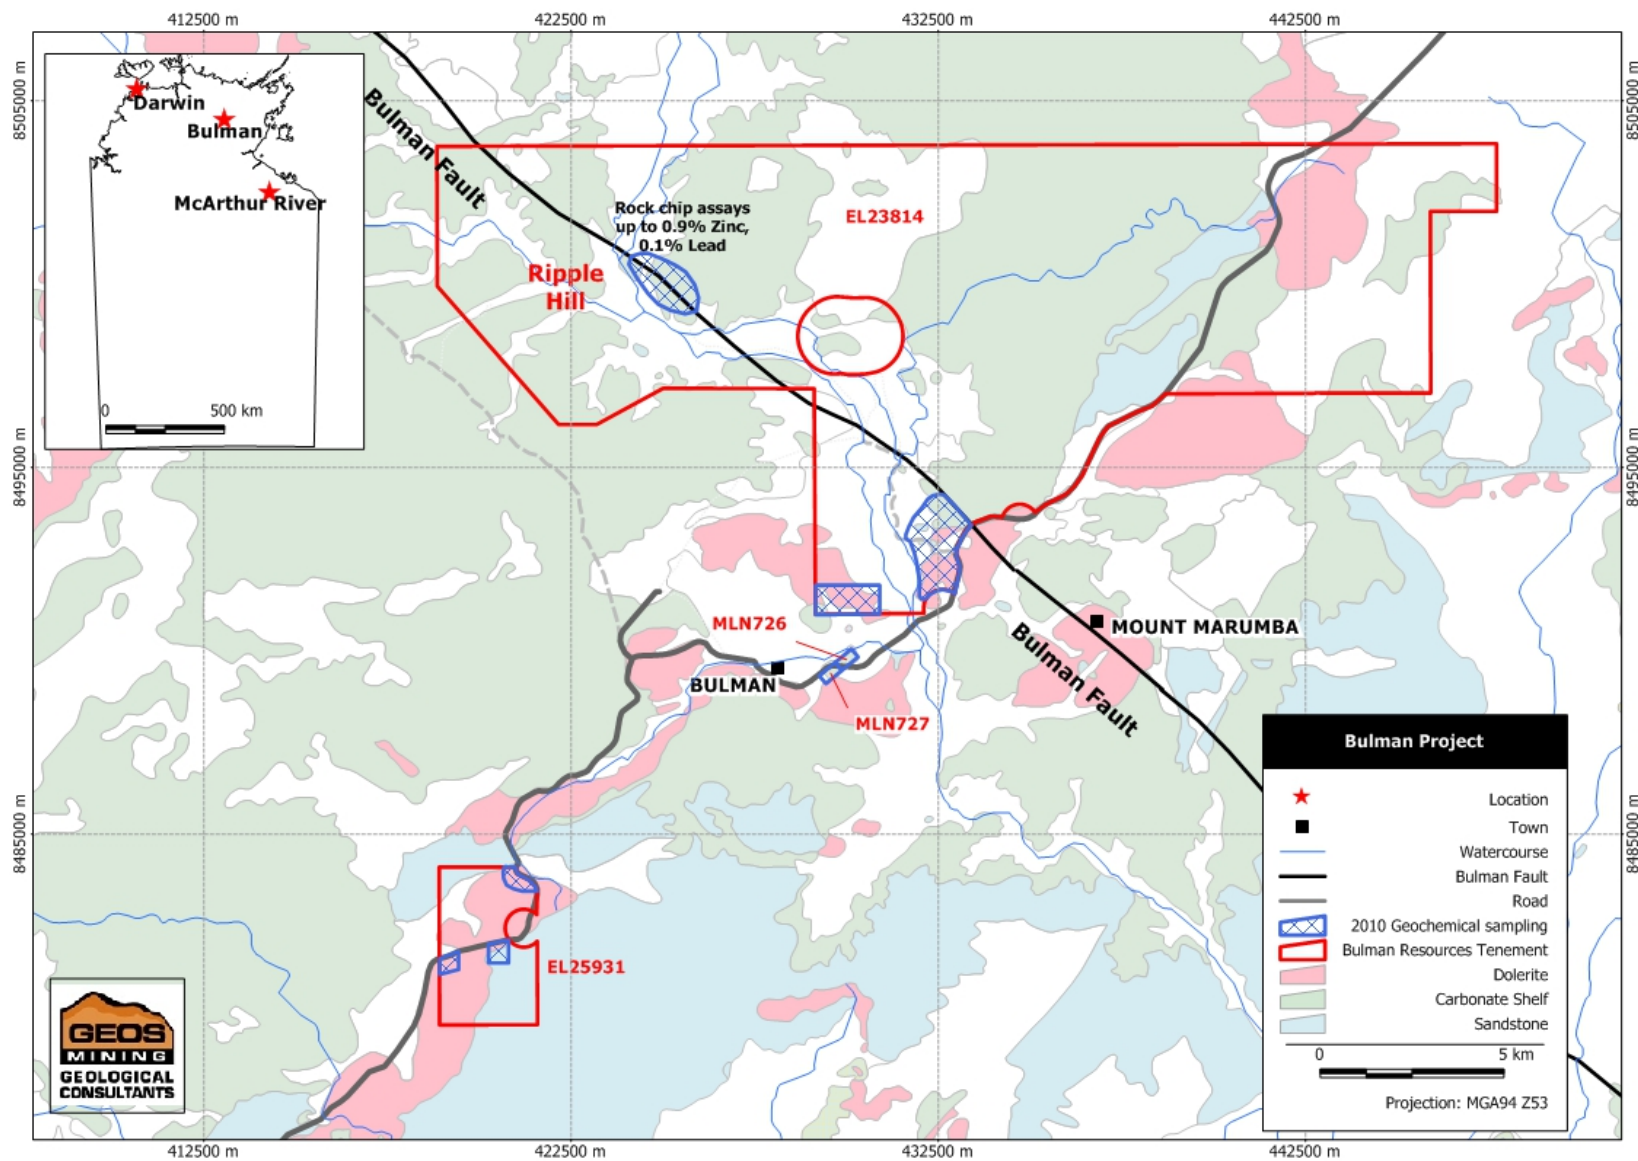 412500 m
422500 m
432500 m
442500 m
8505000 m
8505000 m
Darwin
Bulman
McArthur River
0
500 km
Bulman Fault
Rock chip assays
up to 0.9% Zinc,
0.1% Lead
EL23814
Ripple
Hill
8495000 m
8495000 m
MLN726
MOUNT MARUMBA
BULMAN
Bulman Fault
MLN727
8485000 m
8485000 m
EL25931
GEOS
MINING
GEOLOGICAL
CONSULTANTS
Bulman Project
Location
Town
Watercourse
Bulman Fault
Road
2010 Geochemical sampling
Bulman Resources Tenement
Dolerite
Carbonate Shelf
Sandstone
0
5 km
Projection: MGA94 Z53
412500 m
422500 m
432500 m
442500 m